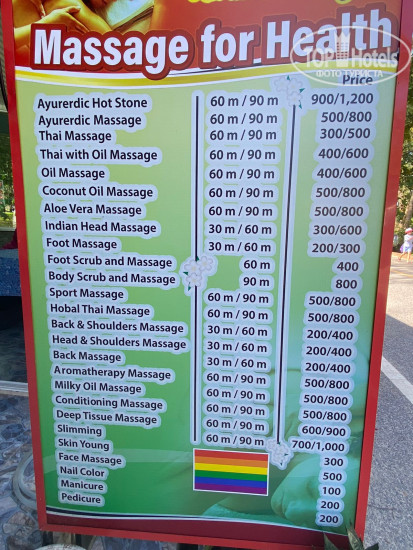 Massage for Health
TopHotels
ФОТО ТУРИСТА
Price
Ayurerdic Hot Stone 60 m / 90 m 900/1,200
Ayurerdic Massage 60 m / 90 m 500/800
Thai Massage 60 m / 90 m 300/500
Thai with Oil Massage 60 m / 90 m 400/600
Oil Massage 60 m / 90 m 400/600
Coconut Oil Massage 60 m / 90 m 500/800
Aloe Vera Massage 60 m / 90 m 500/800
Indian Head Massage 30 m / 60 m 300/600
Foot Massage 30 m / 60 m 200/300
Foot Scrub and Massage 60 m 400
Body Scrub and Massage 90 m 800
Sport Massage 60 m / 90 m 500/800
Hobal Thai Massage 60 m / 90 m 500/800
Back & Shoulders Massage 30 m / 60 m 200/400
Head & Shoulders Massage 30 m / 60 m 200/400
Back Massage 30 m / 60 m 200/400
Aromatherapy Massage 60 m / 90 m 500/800
Milky Oil Massage 60 m / 90 m 500/800
Conditioning Massage 60 m / 90 m 500/800
Deep Tissue Massage 60 m / 90 m 600/900
Slimming 60 m / 90 m 700/1,000
Skin Young 300
Face Massage 500
Nail Color 100
Manicure 200
Pedicure 200